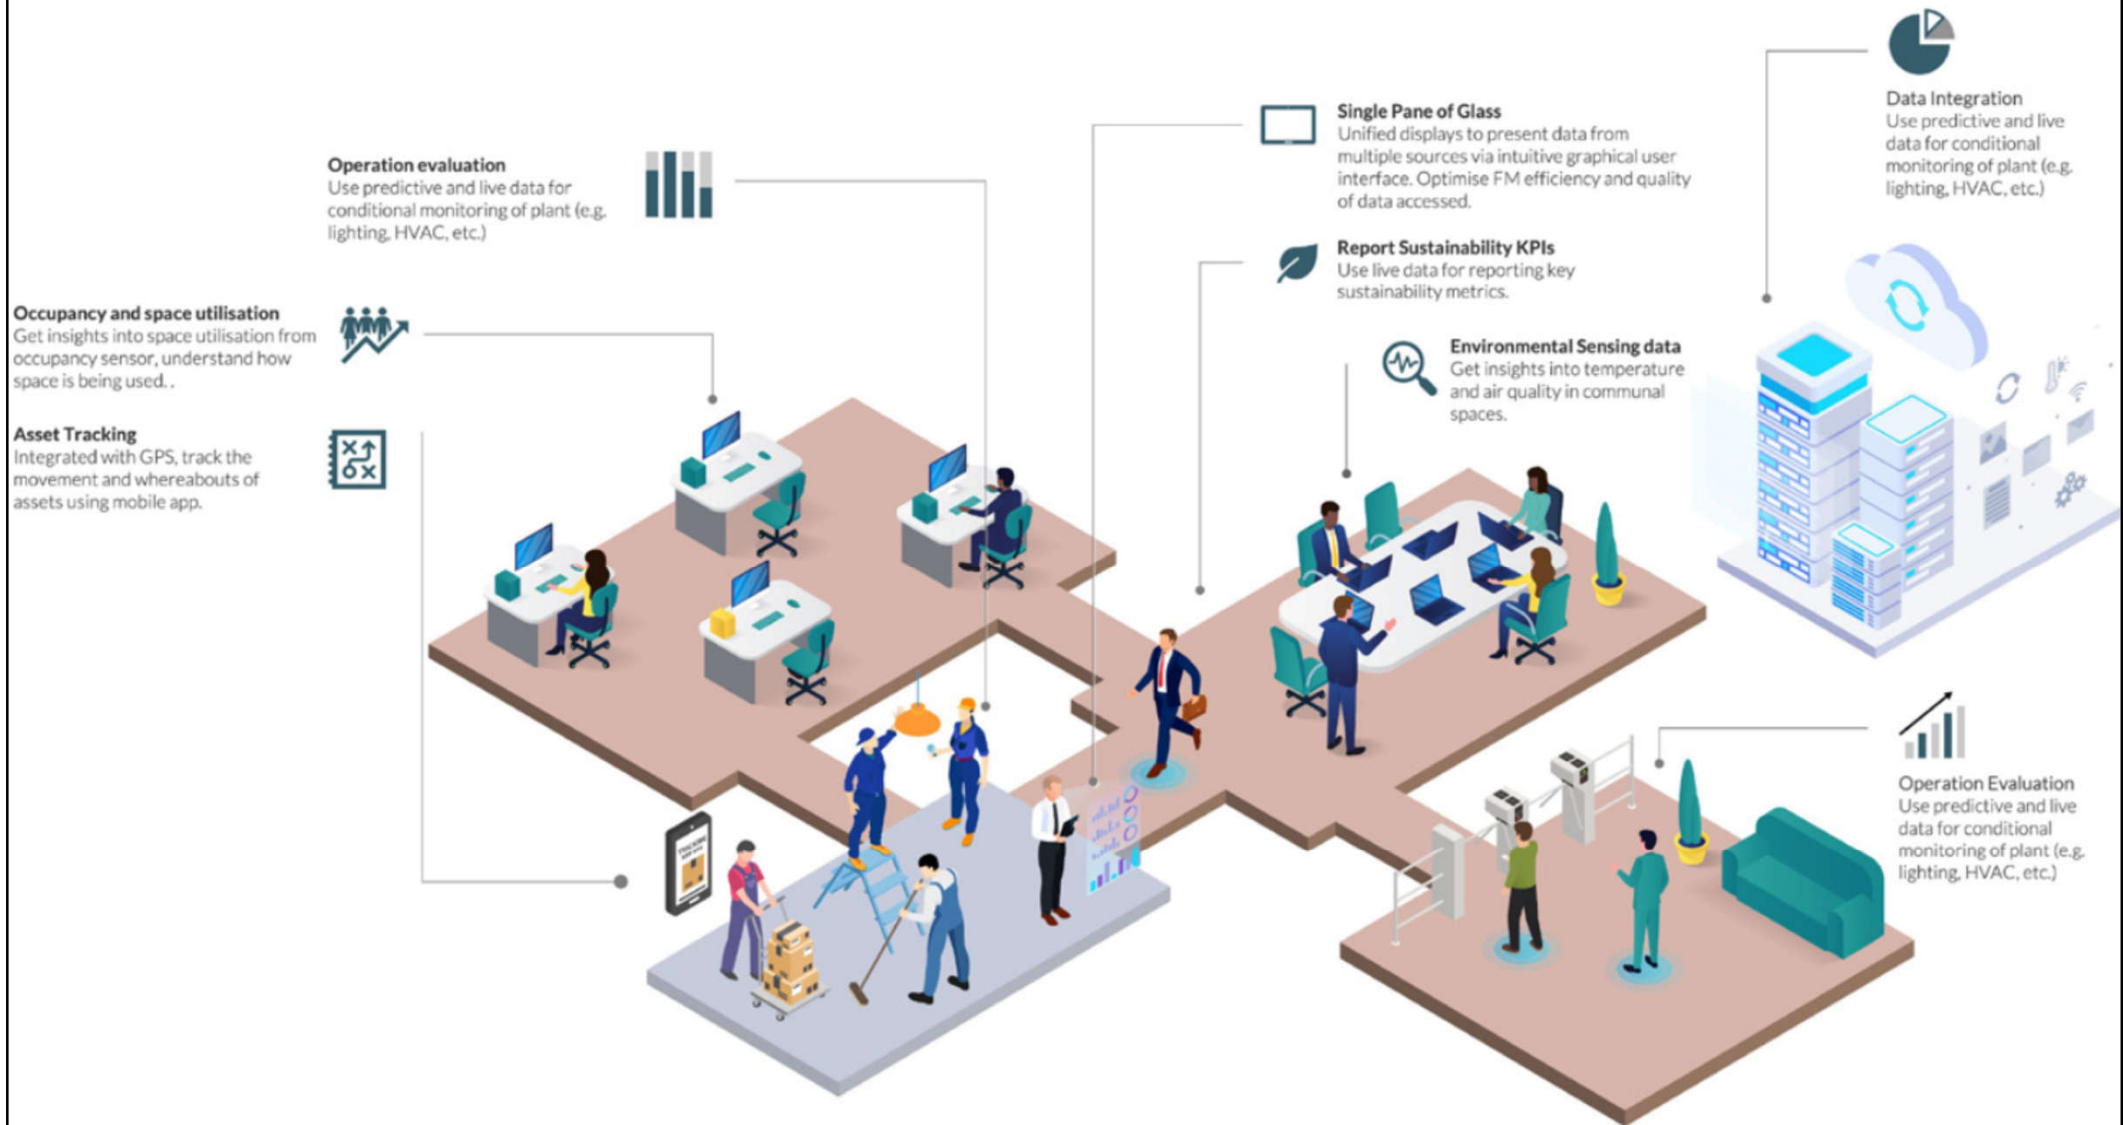 Operation evaluation
Use predictive and live data for
conditional monitoring of plant (e.g.
lighting, HVAC, etc.)
Occupancy and space utilisation
Get insights into space utilisation from
occupancy sensor, understand how
space is being used. .
Asset Tracking
Integrated with GPS, track the
movement and whereabouts of
assets using mobile app.
Single Pane of Glass
Unified displays to present data from
multiple sources via intuitive graphical user
interface. Optimise FM efficiency and quality
of data accessed.
Report Sustainability KPIs
Use live data for reporting key
sustainability metrics.
Environmental Sensing data
Get insights into temperature
and air quality in communal
spaces.
Data Integration
Use predictive and live
data for conditional
monitoring of plant (e.g.
lighting, HVAC, etc.)
Operation Evaluation
Use predictive and live
data for conditional
monitoring of plant (e.g.
lighting, HVAC, etc.)
TRACKING